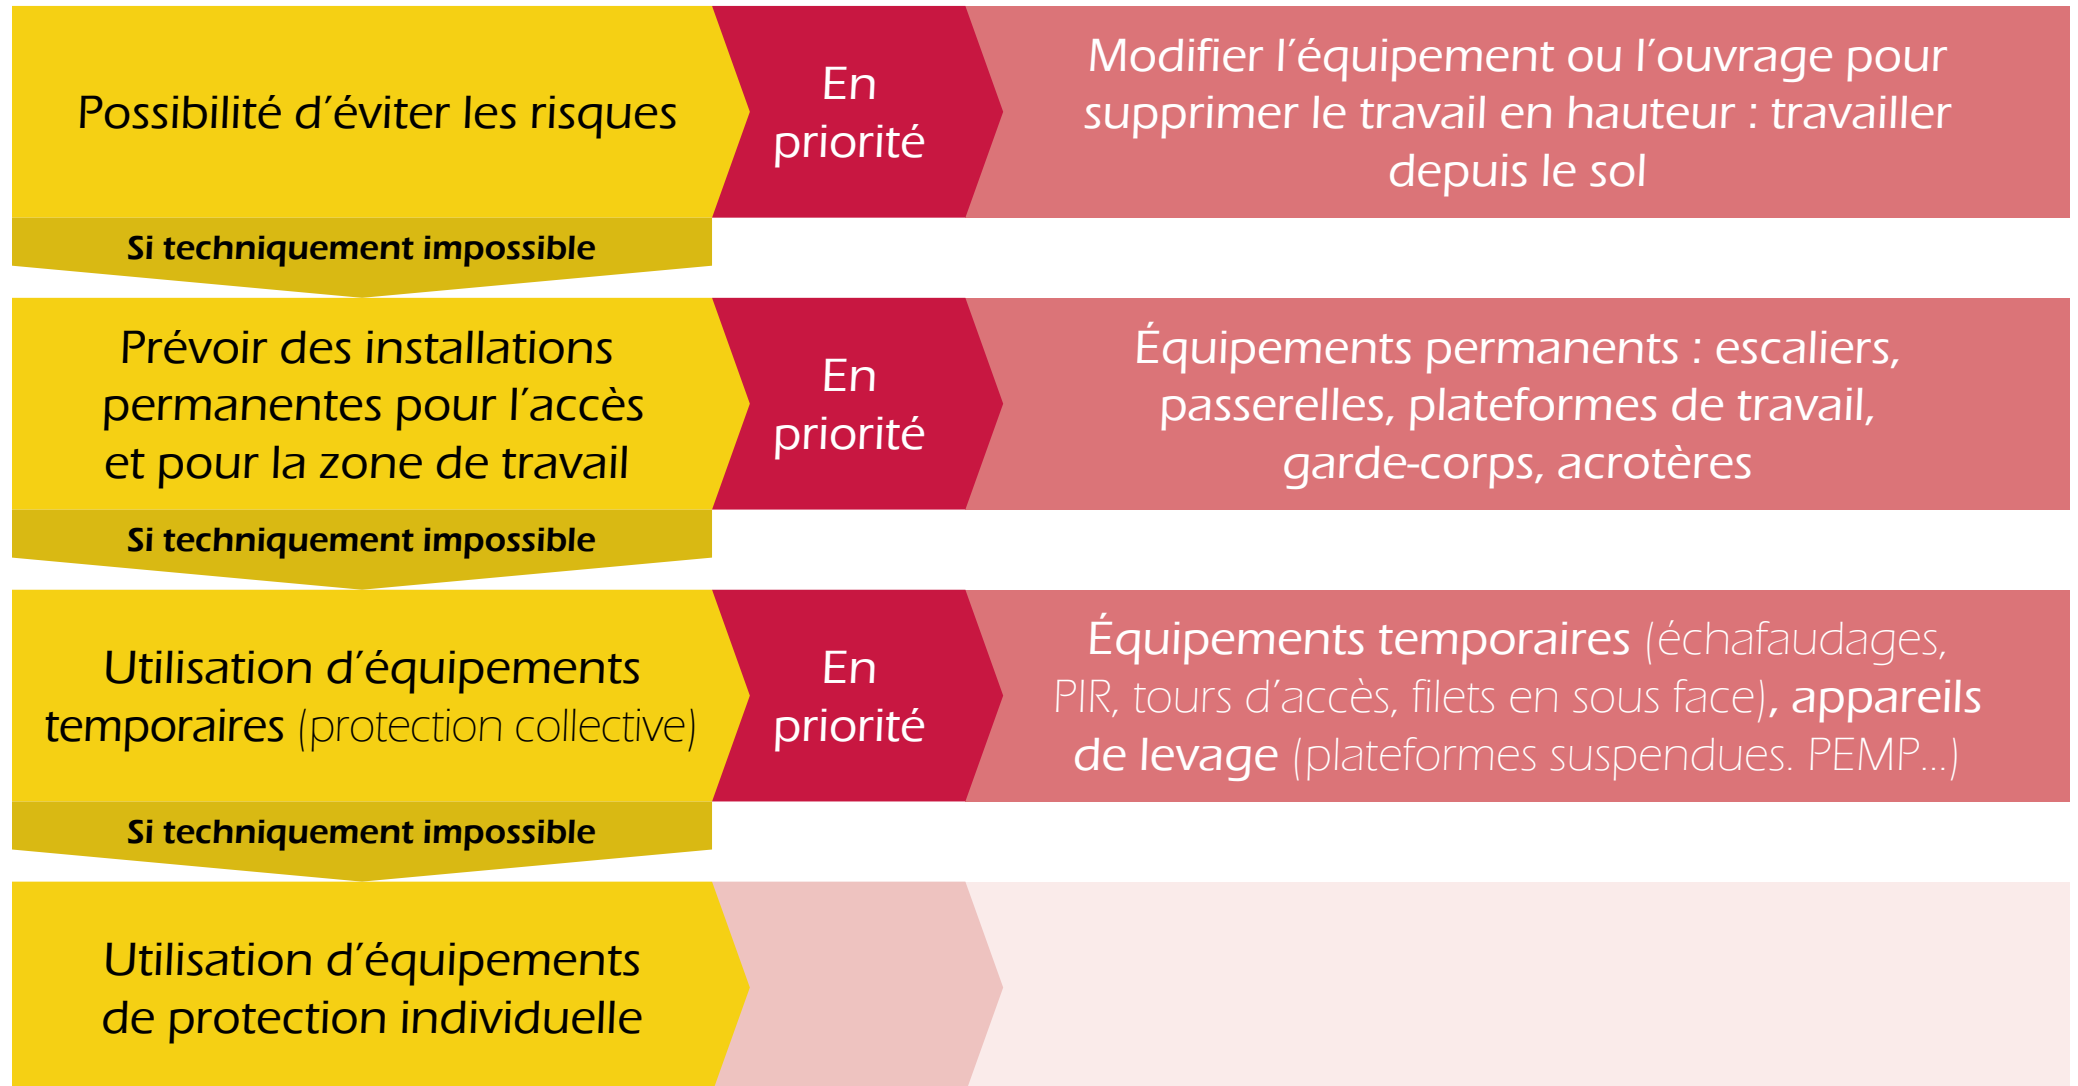 Possibilité d’éviter les risques
En
priorité
Modifier l’équipement ou l’ouvrage pour
supprimer le travail en hauteur : travailler
depuis le sol
Si techniquement impossible
Prévoir des installations
permanentes pour l’accès
et pour la zone de travail
En
priorité
Équipements permanents : escaliers,
passerelles, plateformes de travail,
garde-corps, acrotères
Si techniquement impossible
Utilisation d’équipements
temporaires (protection collective)
En
priorité
Équipements temporaires (échafaudages,
PIR, tours d’accès, filets en sous face), appareils
de levage (plateformes suspendues. PEMP...)
Si techniquement impossible
Utilisation d’équipements
de protection individuelle